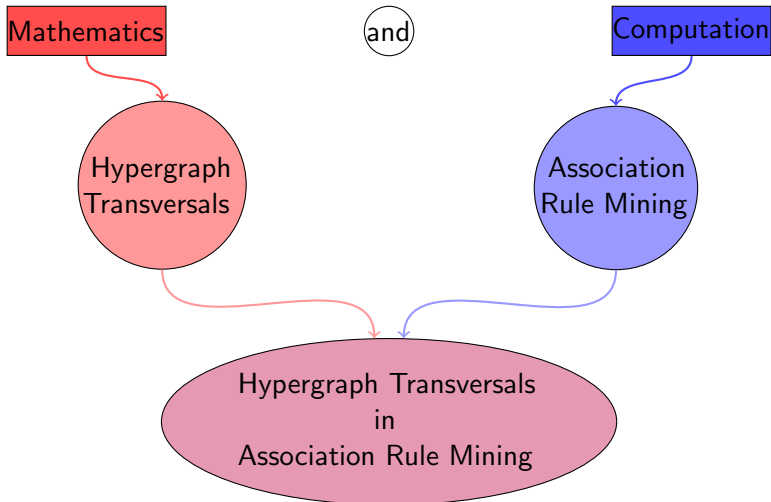 Mathematics and Computation
Hypergraph
Transversals
Association
Rule Mining
Hypergraph Transversals
in
Association Rule Mining